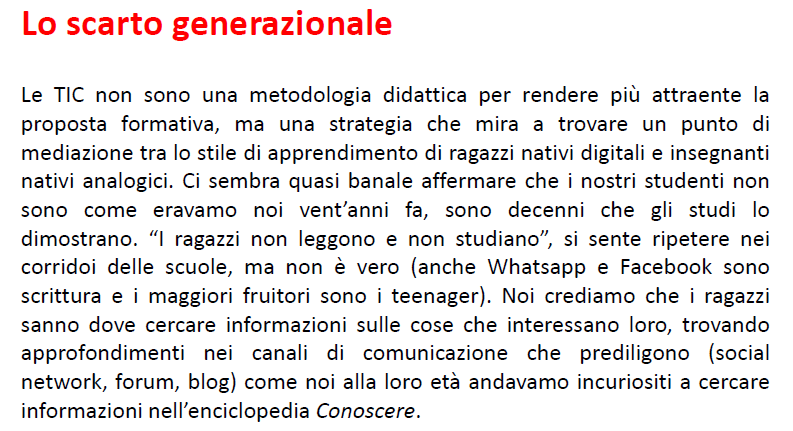 Lo scarto generazionale
Le TIC non sono una metodologia didattica per rendere più attraente la
proposta formativa, ma una strategia che mira a trovare un punto di
mediazione tra lo stile di apprendimento di ragazzi nativi digitali e insegnanti
nativi analogici. Ci sembra quasi banale affermare che i nostri studenti non
sono come eravamo noi vent’anni fa, sono decenni che gli studi lo
dimostrano. “I ragazzi non leggono e non studiano”, si sente ripetere nei
corridoi delle scuole, ma non è vero (anche Whatsapp e Facebook sono
scrittura e i maggiori fruitori sono i teenager). Noi crediamo che i ragazzi
sanno dove cercare informazioni sulle cose che interessano loro, trovando
approfondimenti nei canali di comunicazione che prediligono (social
network, forum, blog) come noi alla loro età andavamo incuriositi a cercare
informazioni nell’enciclopedia Conoscere.